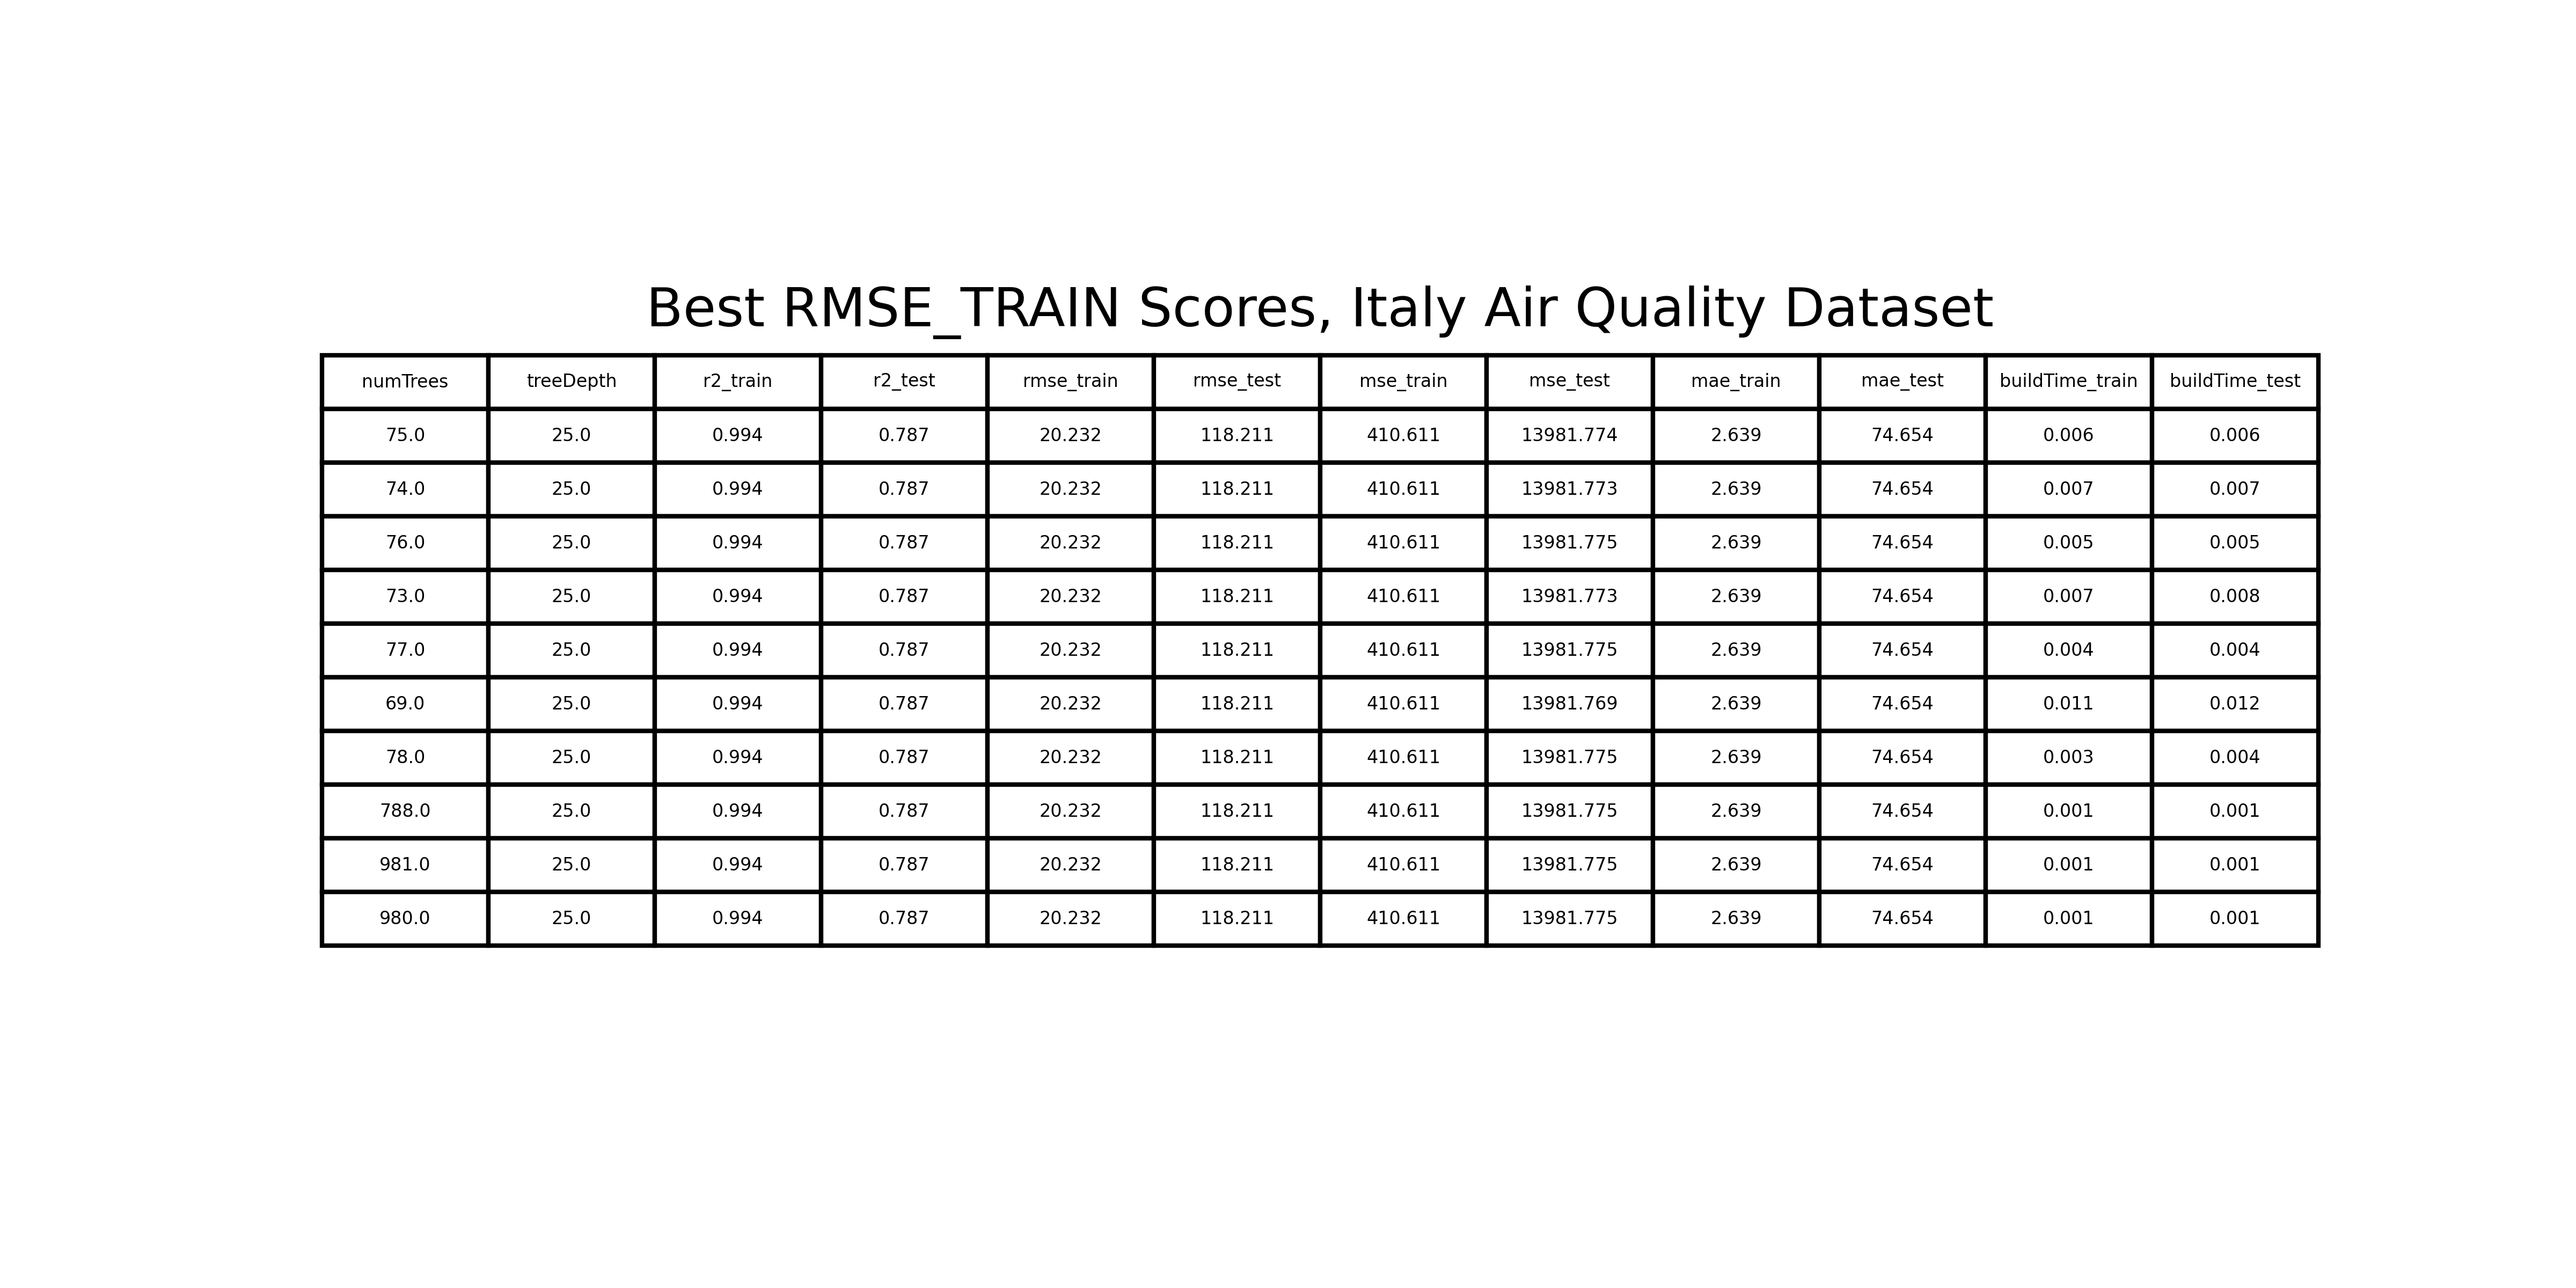 Best RMSE_TRAIN Scores, Italy Air Quality Dataset
numTrees treeDepth r2_train r2_test rmse_train rmse_test mse_train mse_test mae_train mae_test buildTime_train buildTime_test
75.0 25.0 0.994 0.787 20.232 118.211 410.611 13981.774 2.639 74.654 0.006 0.006
74.0 25.0 0.994 0.787 20.232 118.211 410.611 13981.773 2.639 74.654 0.007 0.007
76.0 25.0 0.994 0.787 20.232 118.211 410.611 13981.775 2.639 74.654 0.005 0.005
73.0 25.0 0.994 0.787 20.232 118.211 410.611 13981.773 2.639 74.654 0.007 0.008
77.0 25.0 0.994 0.787 20.232 118.211 410.611 13981.775 2.639 74.654 0.004 0.004
69.0 25.0 0.994 0.787 20.232 118.211 410.611 13981.769 2.639 74.654 0.011 0.012
78.0 25.0 0.994 0.787 20.232 118.211 410.611 13981.775 2.639 74.654 0.003 0.004
788.0 25.0 0.994 0.787 20.232 118.211 410.611 13981.775 2.639 74.654 0.001 0.001
981.0 25.0 0.994 0.787 20.232 118.211 410.611 13981.775 2.639 74.654 0.001 0.001
980.0 25.0 0.994 0.787 20.232 118.211 410.611 13981.775 2.639 74.654 0.001 0.001